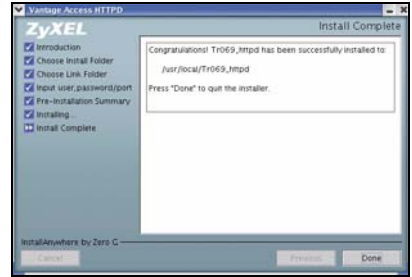 Vantage Access HTTPD
ZyXEL
Install Complete
Introduction
Choose Install Folder
Choose Link Folder
Input user,password/port
Pre-Installation Summary
Installing...
Install Complete
Congratulations! Tr069_httpd has been successfully installed to:
/usr/local/Tr069_httpd
Press "Done" to quit the installer.
InstallAnywhere by Zero G
Cancel
Previous
Done